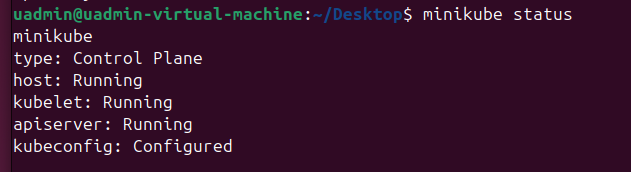 uadmin@uadmin-virtual-machine:~/Desktop$ minikube status
minikube
type: Control Plane
host: Running
kubelet: Running
apiserver: Running
kubeconfig: Configured